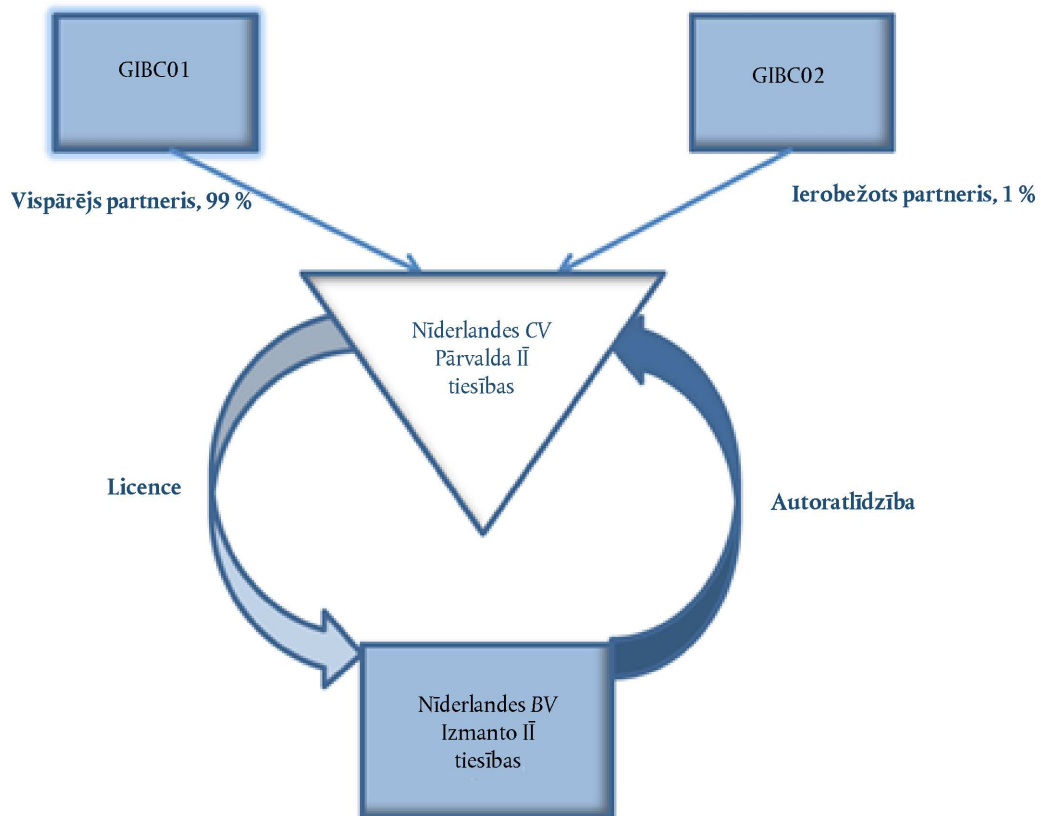 GIBC01
GIBC02
Vispārējs partneris, 99 %
Ierobežots partneris, 1 %
Nīderlandes CV
Pārvalda IĪ
tiesības
Licence
Autoratlīdzība
Nīderlandes BV
Izmanto IĪ
tiesības